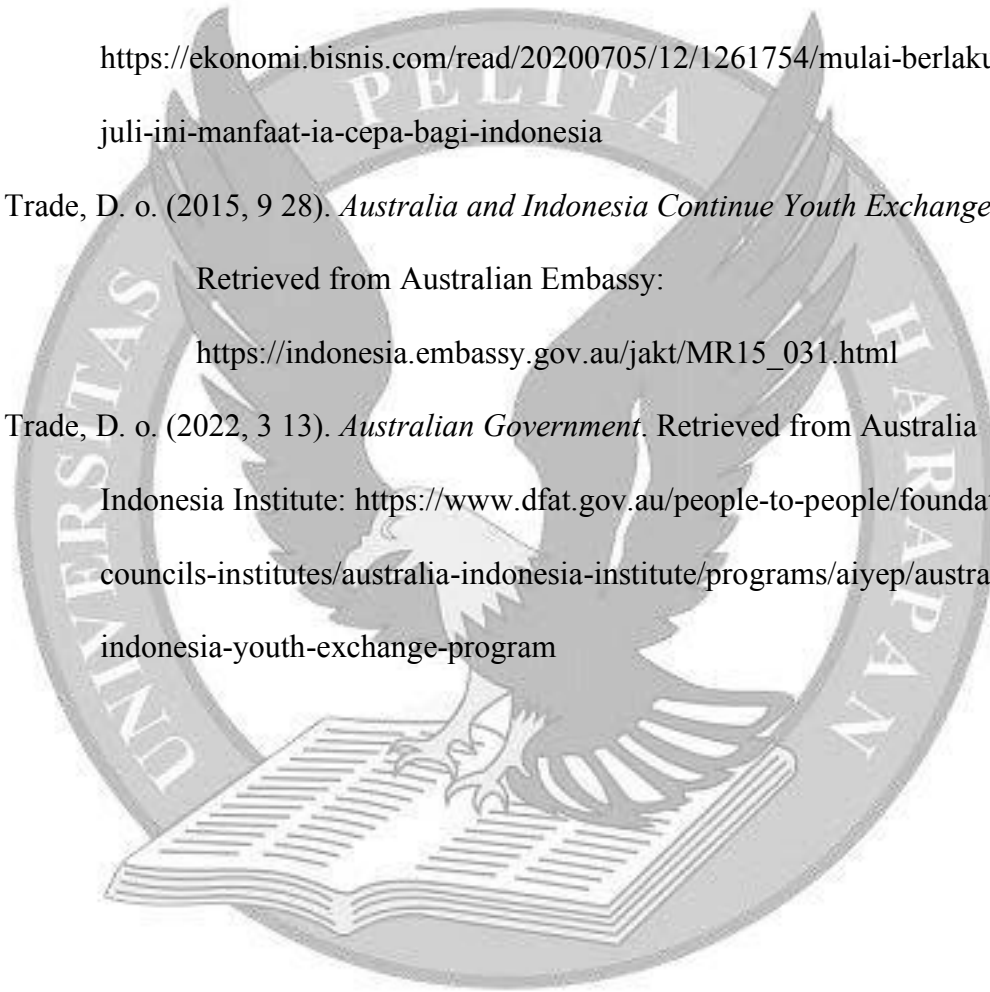 https://ekonomi.bisnis.com/read/20200705/12/1261754/mulai-berlaku
juli-ini-manfaat-ia-cepa-bagi-indonesia
Trade, D. o. (2015, 9 28). Australia and Indonesia Continue Youth Exchange
Retrieved from Australian Embassy:
https://indonesia.embassy.gov.au/jakt/MR15_031.html
Trade, D. o. (2022, 3 13). Australian Government. Retrieved from Australia
Indonesia Institute: https://www.dfat.gov.au/people-to-people/founda
councils-institutes/australia-indonesia-institute/programs/aiyep/austra
indonesia-youth-exchange-program
UNIVERSTAS PELITA HARAPAN